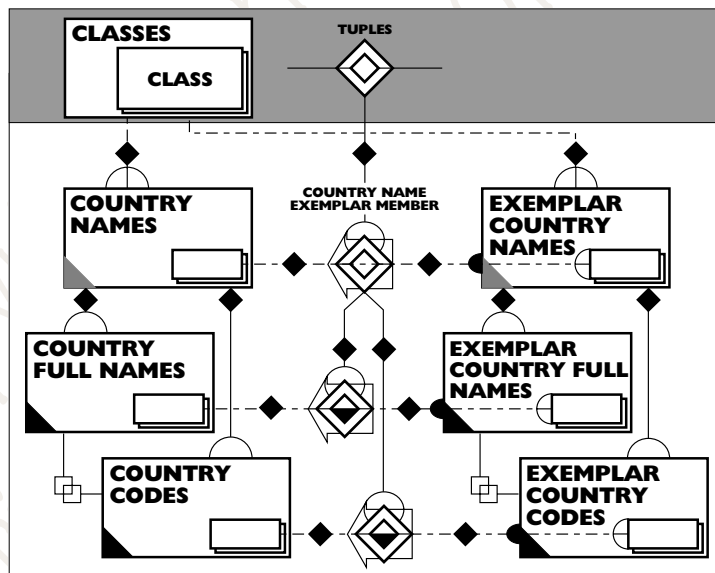 CLASSES
CLASS
TUPLES
COUNTRY
NAMES
COUNTRY NAME
EXEMPLAR MEMBER
EXEMPLAR
COUNTRY
NAMES
COUNTRY
FULL NAMES
EXEMPLAR
COUNTRY FULL
NAMES
COUNTRY
CODES
EXEMPLAR
COUNTRY
CODES